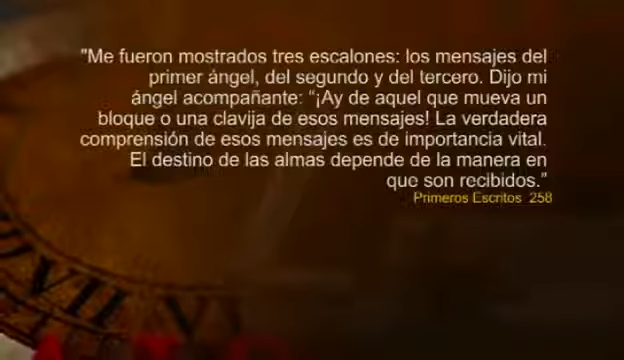 "Me fueron mostrados tres escalones: los mensajes del
primer ángel, del segundo y del tercero. Dijo mi
ángel acompañante: “¡Ay de aquel que mueva un
bloque o una clavija de esos mensajes! La verdadera
comprensión de esos mensajes es de importancia vital.
El destino de las almas depende de la manera en
que son recibidos.”
Primeros Escritos 258
VII VI